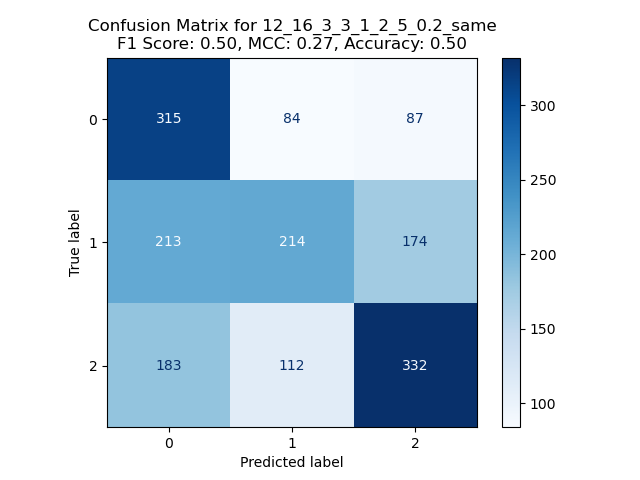 Confusion Matrix for 12_16_3_3_1_2_5_0.2_same
F1 Score: 0.50, MCC: 0.27, Accuracy: 0.50
0 315 84 87
1 213 214 174
2 183 112 332
0 1 2
True label
Predicted label
300
250
200
150
100